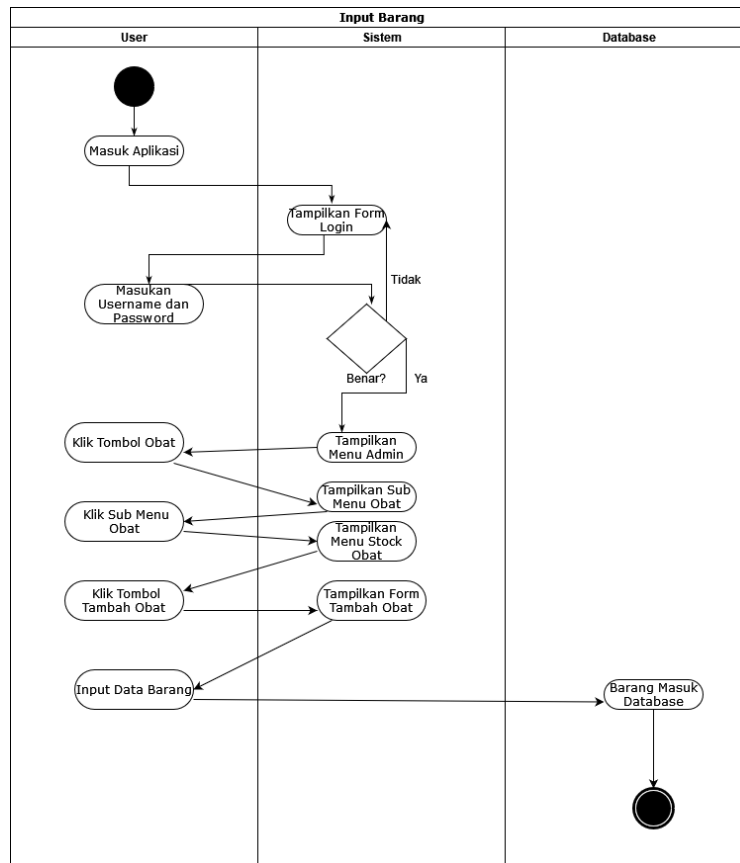 Input Barang
User
Sistem
Database
Masuk Aplikasi
Tampilkan Form
Login
Tidak
Masukan
Username dan
Password
Benar?
Ya
Klik Tombol Obat
Tampilkan
Menu Admin
Tampilkan Sub
Menu Obat
Klik Sub Menu
Obat
Tampilkan
Menu Stock
Obat
Klik Tombol
Tambah Obat
Tampilkan Form
Tambah Obat
Input Data Barang
Barang Masuk
Database